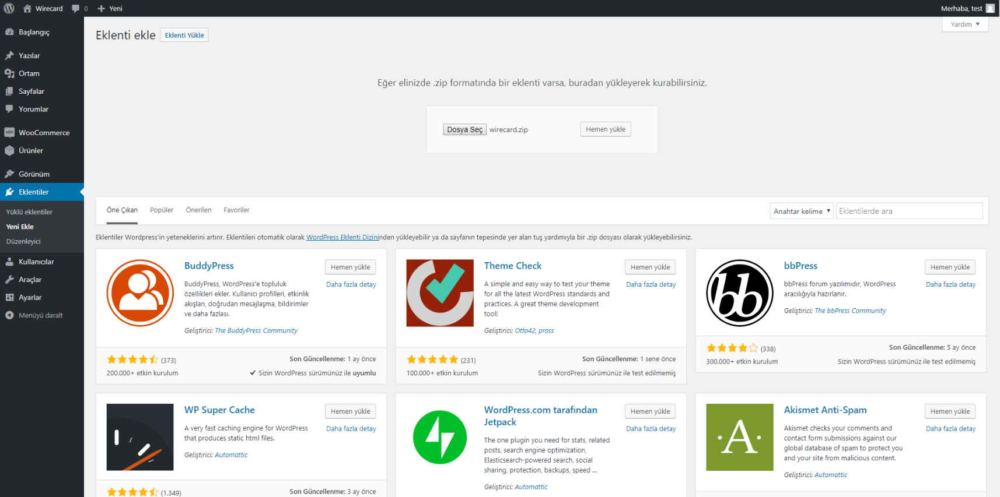 Wirecard
0
Yeni
Merhaba, test
Yardım
Başlangıç
Yazılar
Ortam
Sayfalar
Yorumlar
WooCommerce
Ürünler
Görünüm
Eklentiler
Yüklü eklentiler
Yeni Ekle
Düzenleyici
Kullanıcılar
Araçlar
Ayarlar
Menüyü daralt
Eklenti ekle
Eklenti Yükle
Eğer elinizde .zip formatında bir eklenti varsa, buradan yükleyerek kurabilirsiniz.
Dosya Seç wirecard.zip
Hemen yükle
Öne Çıkan
Popüler
Önerilen
Favoriler
Anahtar kelime
Eklentilerde ara
Eklentiler Wordpress'in yeteneklerini artırır. Eklentileri otomatik olarak WordPress Eklenti Dizininden yükleyebilir ya da sayfanın tepesinde yer alan tuş yardımıyla bir .zip dosyası olarak yükleyebilirsiniz.
BuddyPress
Hemen yükle
Daha fazla detay
BuddyPress, WordPress'e topluluk
özellikleri ekler. Kullanıcı profilleri, etkinlik
akışları, doğrudan mesajlaşma, bildirimler
ve daha fazlası.
Geliştirici: The BuddyPress Community
(373)
Son Güncellenme: 1 ay önce
200.000+ etkin kurulum
Sizin WordPress sürümünüz ile uyumlu
Theme Check
Hemen yükle
Daha fazla detay
A simple and easy way to test your theme
for all the latest WordPress standards and
practices. A great theme development
tool!
Geliştirici: Otto42, pross
(231)
Son Güncellenme: 1 sene önce
100.000+ etkin kurulum
Sizin WordPress sürümünüz ile test edilmemiş
bb
bbPress
Hemen yükle
Daha fazla detay
bbPress forum yazılımıdır, WordPress
aracılığıyla hazırlanır.
Geliştirici: The bbPress Community
(338)
Son Güncellenme: 5 ay önce
300.000+ etkin kurulum
Sizin WordPress sürümünüz ile test edilmemiş
WP Super Cache
Hemen yükle
Daha fazla detay
A very fast caching engine for WordPress
that produces static html files.
Geliştirici: Automattic
(1.349)
Son Güncellenme: 3 ay önce
WordPress.com tarafından
Jetpack
Hemen yükle
Daha fazla detay
The one plugin you need for stats, related
posts, search engine optimization,
Elasticsearch-powered search, social
sharing, protection, backups, speed ...
Geliştirici: Automattic
·A·
Akismet Anti-Spam
Hemen yükle
Daha fazla detay
Akismet checks your comments and
contact form submissions against our
global database of spam to protect you
and your site from malicious content.
Geliştirici: Automattic